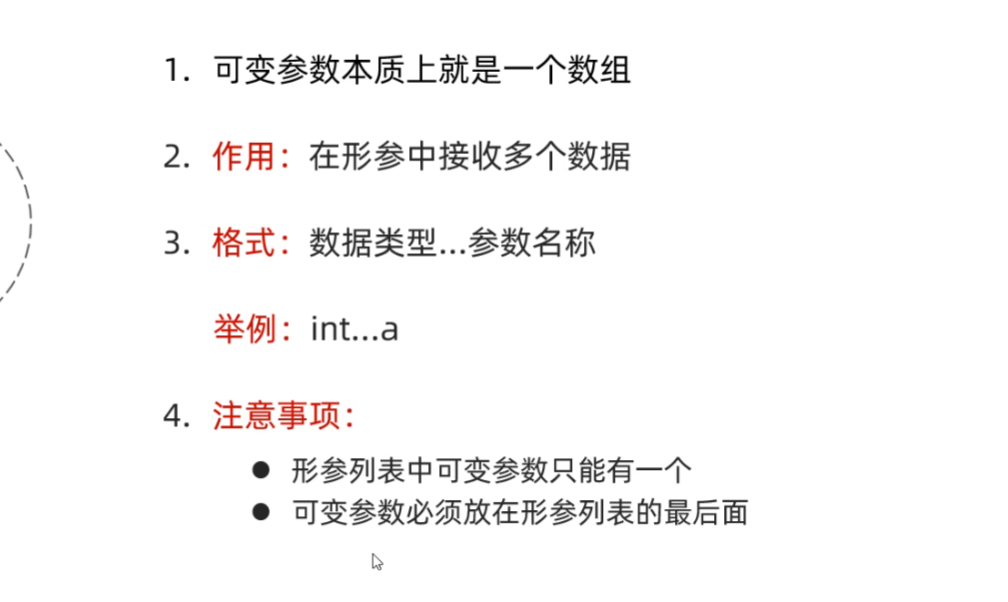 1. 可变参数本质上就是一个数组
2. 作用：在形参中接收多个数据
3. 格式：数据类型...参数名称
举例：int...a
4. 注意事项：
● 形参列表中可变参数只能有一个
● 可变参数必须放在形参列表的最后面